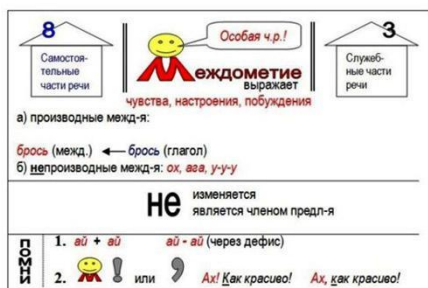 8
Самостоя-
тельные
части речи
Особая ч.р.!
Междометие
выражает
чувства, настроения, побуждения
3
Служеб-
ные части
речи
а) производные межд-я:
брось (межд.) ← брось (глагол)
б) непроизводные межд-я: ох, ага, у-у-у
не изменяется
является членом предл-я
ПОМНИ
1. ай + ай ай - ай (через дефис)
2. М ! или , Ах! Как красиво! Ах, как красиво!